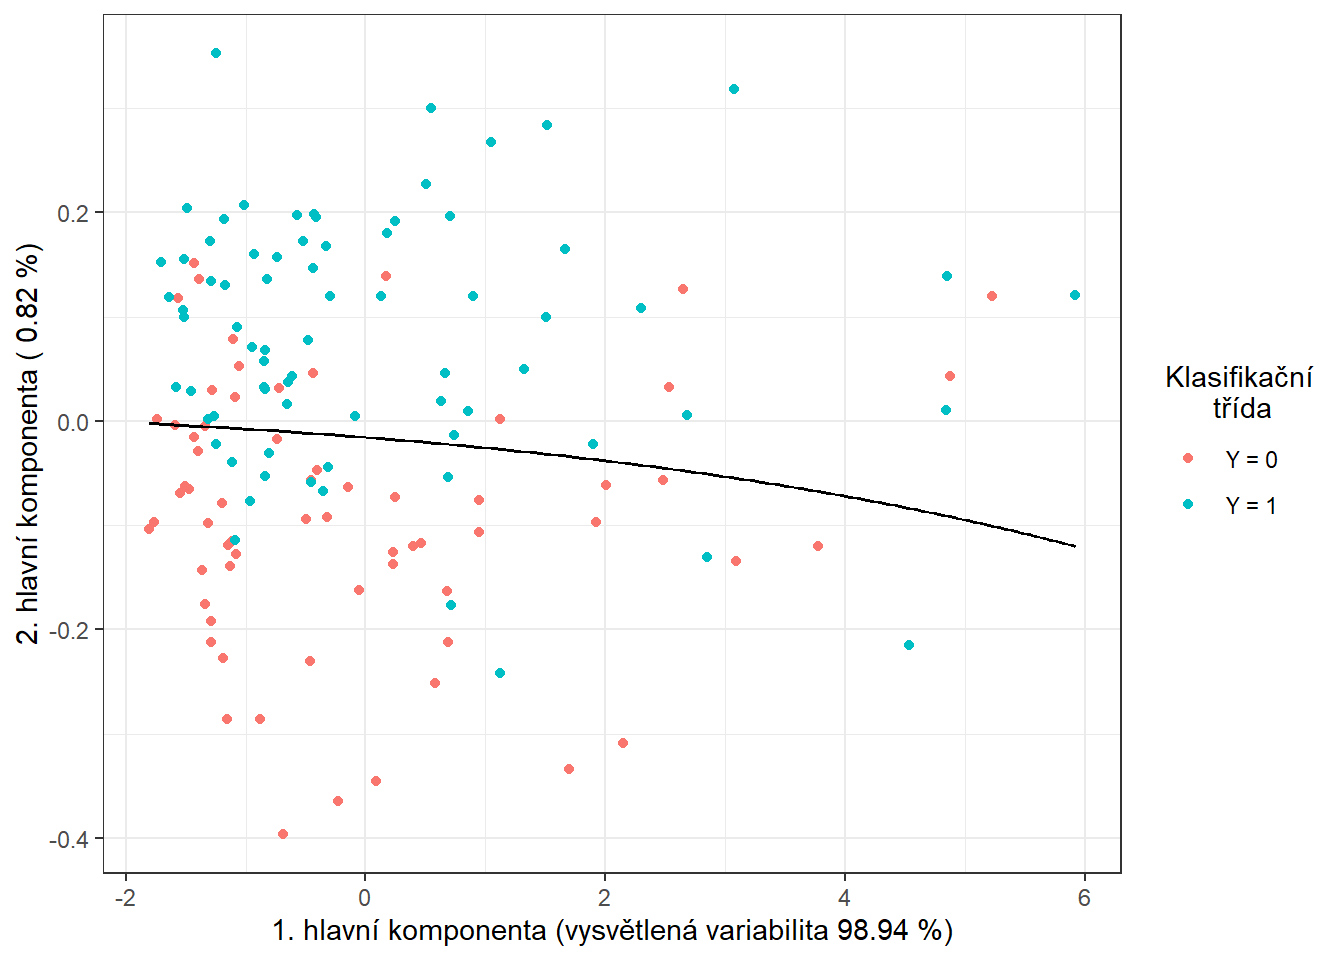 2. hlavní komponenta ( 0.82 %)
0.2
0.0
-0.2
-0.4
-2
0
2
4
6
1. hlavní komponenta (vysvětlená variabilita 98.94 %)
Klasifikační
třída
Y = 0
Y = 1